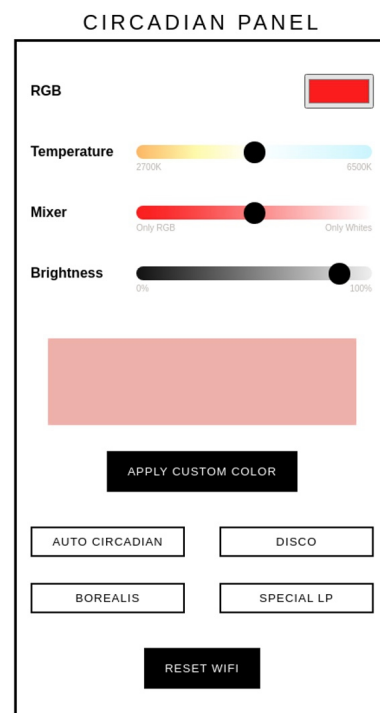 CIRCADIAN PANEL
RGB
Temperature
2700K 6500K
Mixer
Only RGB Only Whites
Brightness
0% 100%
APPLY CUSTOM COLOR
AUTO CIRCADIAN DISCO
BOREALIS SPECIAL LP
RESET WIFI